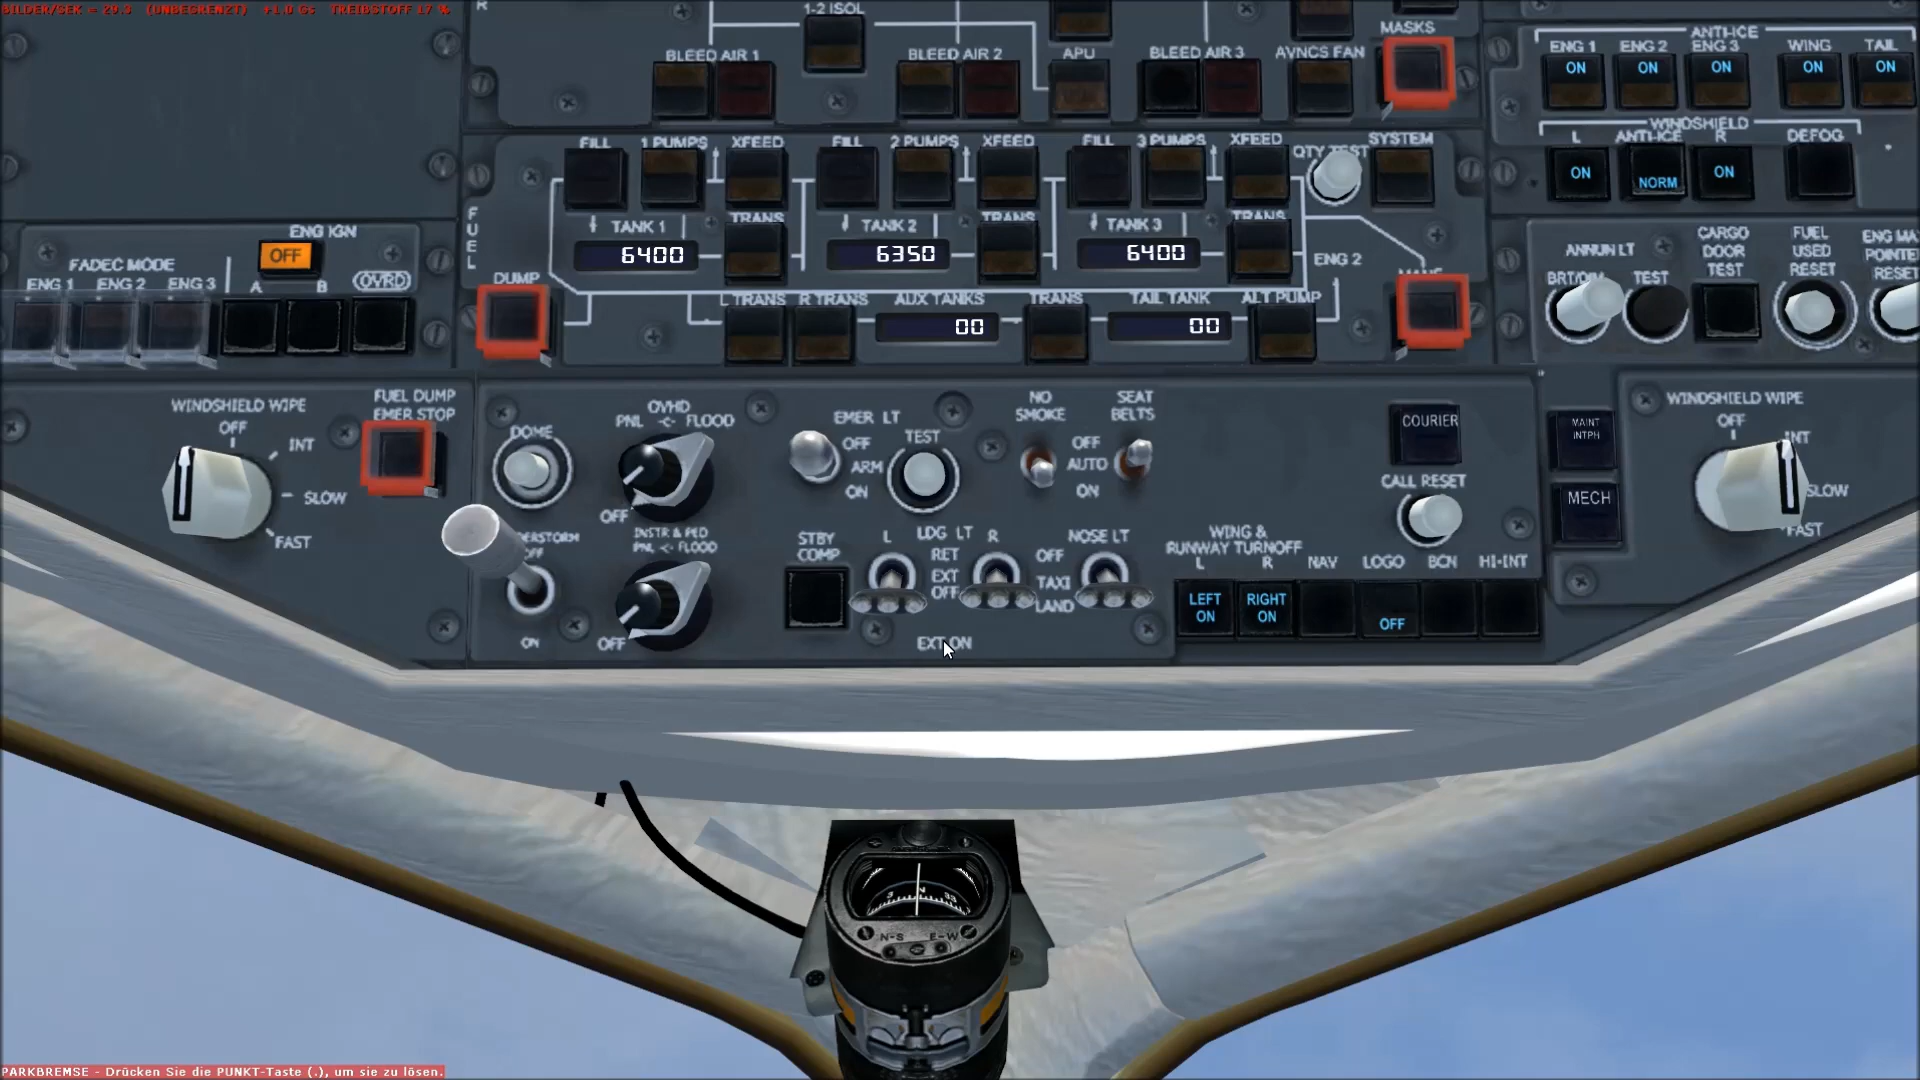 BILDER/SEK = 29.3 (UNBEGRENZT) +1.0 Gs TREIBSTOFF 17 %
R
1-2 ISOL
MASKS
BLEED AIR 1
BLEED AIR 2
APU
BLEED AIR 3
AVNCS FAN
ANTI-ICE
ENG 1 ENG 2 ENG 3 WING TAIL
ON ON ON ON ON
WINDSHIELD
L ANTI-ICE R DEFOG
ON NORM ON
FILL 1 PUMPS XFEED FILL 2 PUMPS XFEED FILL 3 PUMPS XFEED
QTY TEST SYSTEM
FUEL
TRANS TRANS TRANS
TANK 1 TANK 2 TANK 3
6400 6350 6400
ENG 2
DUMP
L TRANS R TRANS AUX TANKS TRANS TAIL TANK ALT PUMP
00 00
ENG IGN
OFF
FADEC MODE
ENG 1 ENG 2 ENG 3
A B OVRD
ANNUN LT
BRT/DIM TEST
CARGO
DOOR
TEST
FUEL
USED
RESET
ENG MA
POINTE
RESET
WINDSHIELD WIPE
OFF
INT
SLOW
FAST
FUEL DUMP
EMER STOP
DOME
OVHD
PNL FLOOD
OFF
ERSTORM
OFF
ON
INSTR & PED
PNL FLOOD
OFF
EMER LT
OFF
ARM
ON
TEST
NO
SMOKE
SEAT
BELTS
OFF
AUTO
ON
STBY
COMP
L LDG LT R
RET
EXT
OFF
EXT ON
NOSE LT
OFF
TAXI
LAND
COURIER
CALL RESET
MAINT
INTPH
MECH
WING &
RUNWAY TURNOFF
L R NAV LOGO BCN HI-INT
LEFT
ON
RIGHT
ON
OFF
WINDSHIELD WIPE
OFF
INT
SLOW
FAST
3 N 33
N-S E-W
PARKBREMSE - Drücken Sie die PUNKT-Taste (.), um sie zu lösen.